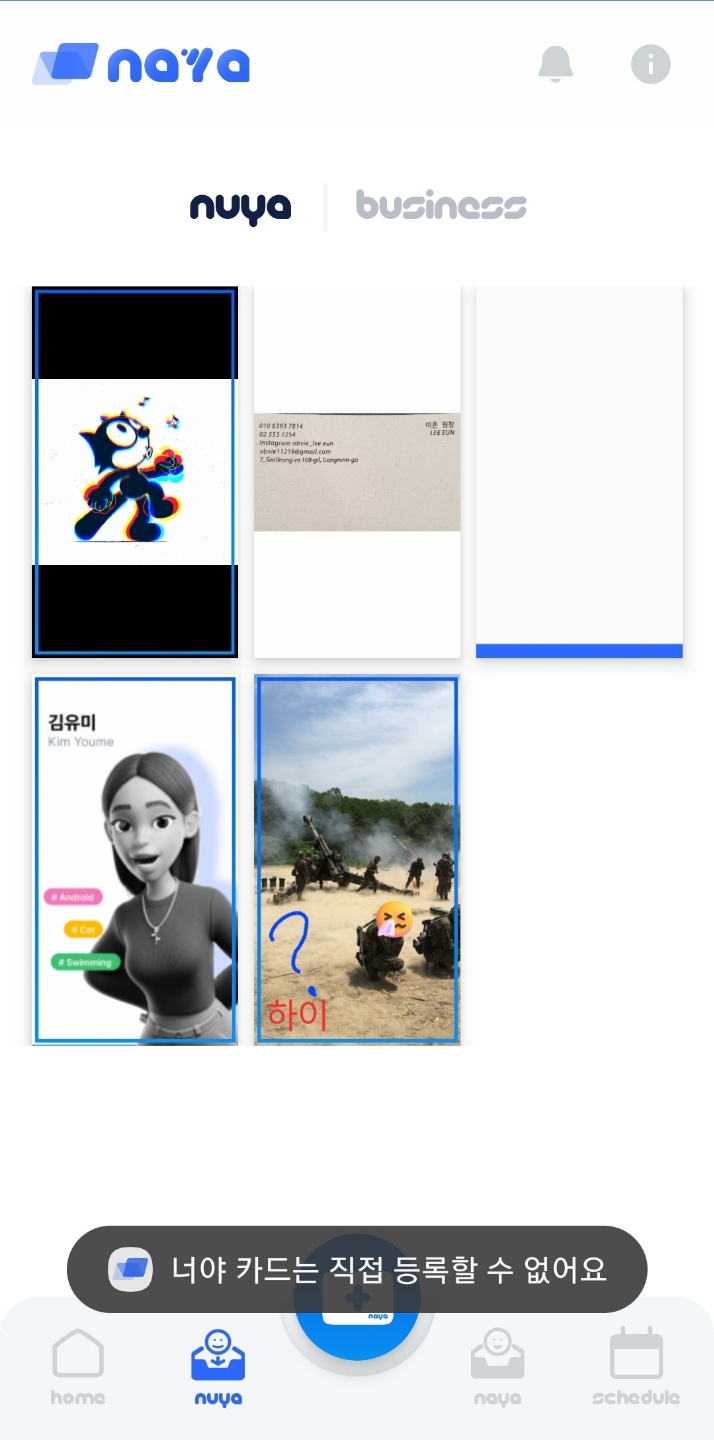 naya
nuya
business
010 6393 7814
02 553 1254
Instagram obvie_lee eun
obvie11219@gmail.com
7, Seolleung-ro 108-gil, Gangnam-gu
이은 원장
LEE EUN
김유미
Kim Youme
# Android
# Cat
# Swimming
?
하이
너야 카드는 직접 등록할 수 없어요
naya
home
nuya
naya
schedule